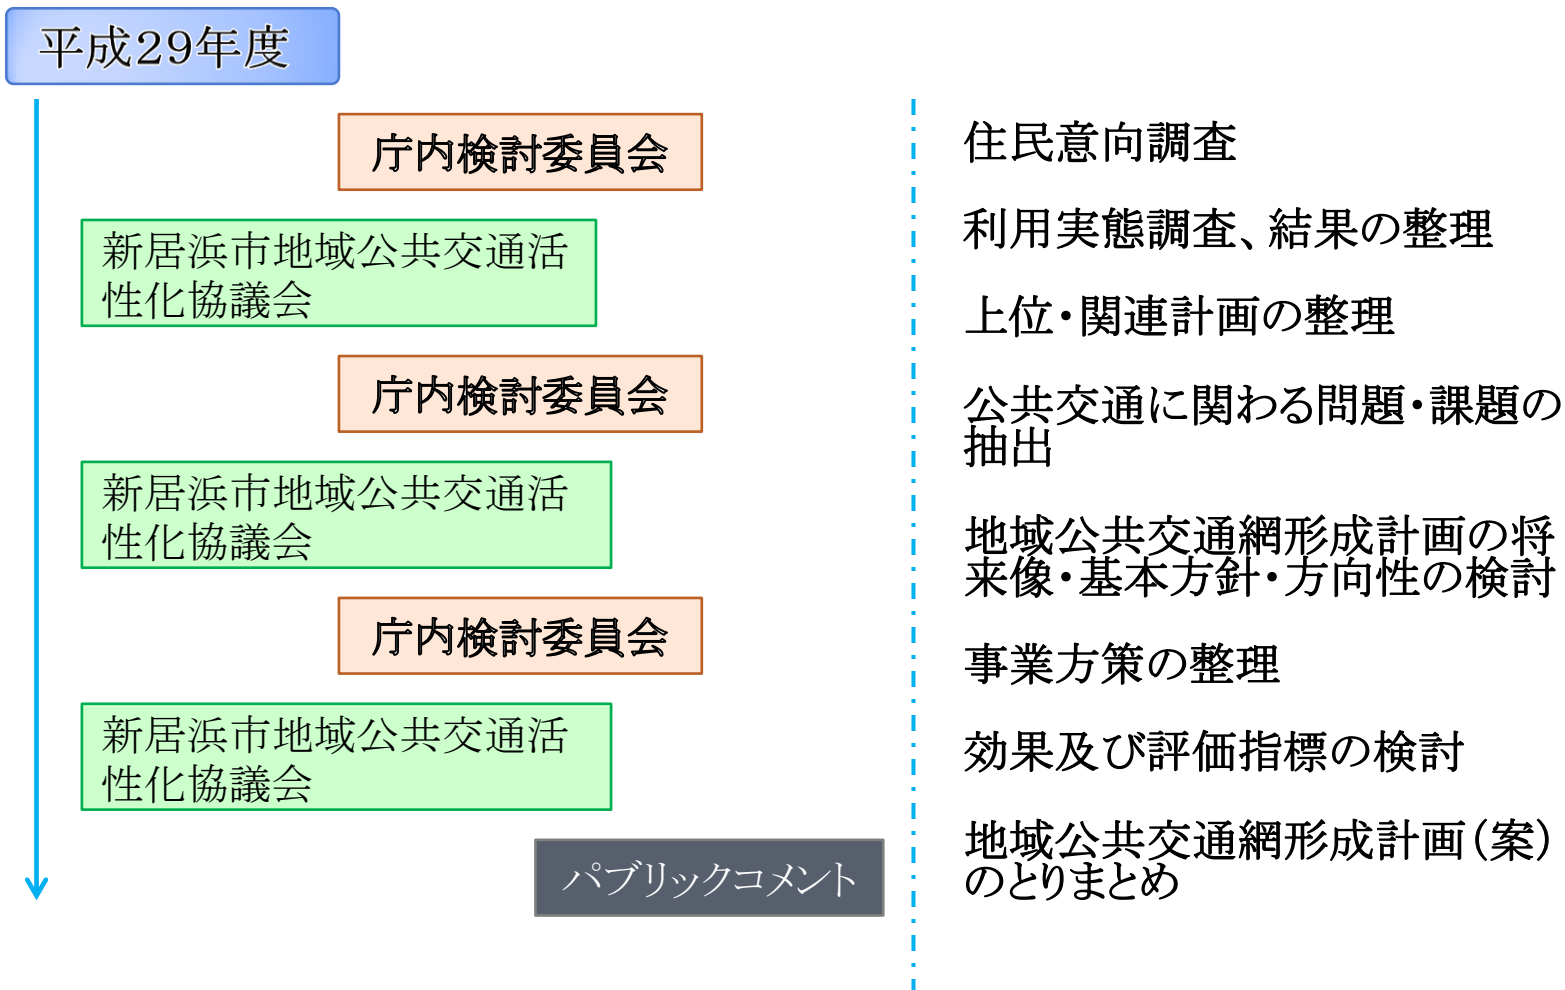 平成29年度
庁内検討委員会
新居浜市地域公共交通活
性化協議会
庁内検討委員会
新居浜市地域公共交通活
性化協議会
庁内検討委員会
新居浜市地域公共交通活
性化協議会
パブリックコメント
住民意向調査
利用実態調査、結果の整理
上位・関連計画の整理
公共交通に関わる問題・課題の
抽出
地域公共交通網形成計画の将
来像・基本方針・方向性の検討
事業方策の整理
効果及び評価指標の検討
地域公共交通網形成計画(案)
のとりまとめ